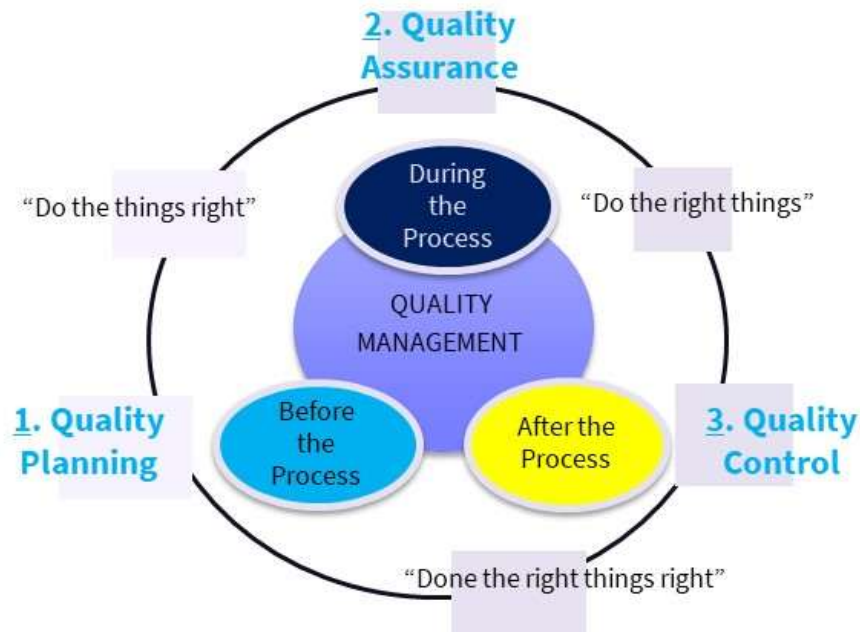 2. Quality
Assurance
“Do the things right”
“Do the right things”
During
the
Process
QUALITY
MANAGEMENT
1. Quality
Planning
Before
the
Process
After the
Process
3. Quality
Control
“Done the right things right”